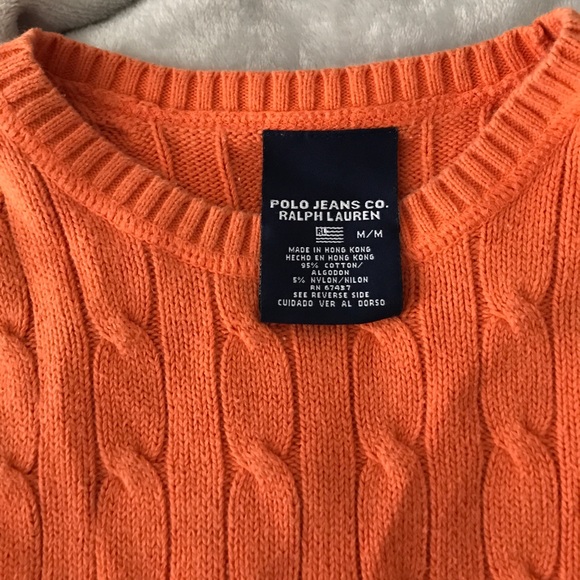 POLO JEANS CO.
RALPH LAUREN
RL M/M
MADE IN HONG KONG
HECHO EN HONG KONG
95% COTTON/
ALGODON
5% NYLON/NILON
RN 67437
SEE REVERSE SIDE
CUIDADO VER AL DORSO